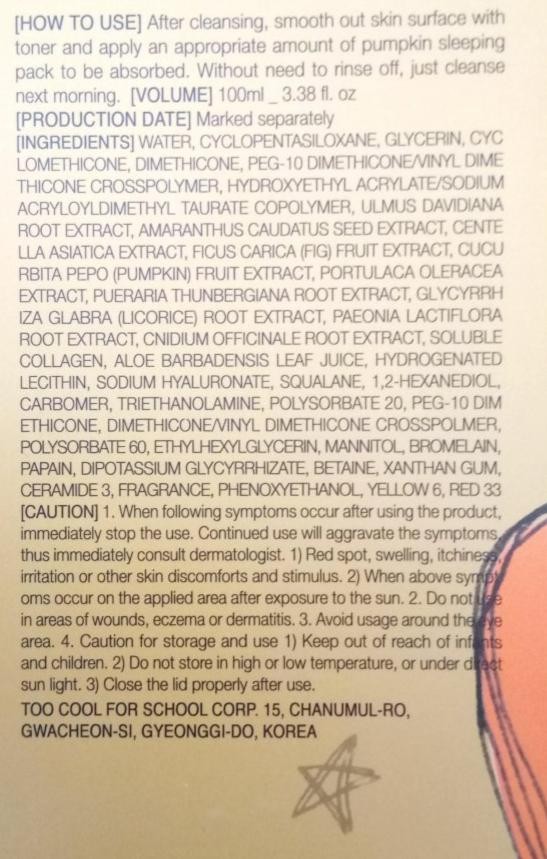 [HOW TO USE] After cleansing, smooth out skin surface with
toner and apply an appropriate amount of pumpkin sleeping
pack to be absorbed. Without need to rinse off, just cleanse
next morning. [VOLUME] 100ml _ 3.38 fl. oz
[PRODUCTION DATE] Marked separately
[INGREDIENTS] WATER, CYCLOPENTASILOXANE, GLYCERIN, CYC
LOMETHICONE, DIMETHICONE, PEG-10 DIMETHICONE/VINYL DIME
THICONE CROSSPOLYMER, HYDROXYETHYL ACRYLATE/SODIUM
ACRYLOYLDIMETHYL TAURATE COPOLYMER, ULMUS DAVIDIANA
ROOT EXTRACT, AMARANTHUS CAUDATUS SEED EXTRACT, CENTE
LLA ASIATICA EXTRACT, FICUS CARICA (FIG) FRUIT EXTRACT, CUCU
RBITA PEPO (PUMPKIN) FRUIT EXTRACT, PORTULACA OLERACEA
EXTRACT, PUERARIA THUNBERGIANA ROOT EXTRACT, GLYCYRRH
IZA GLABRA (LICORICE) ROOT EXTRACT, PAEONIA LACTIFLORA
ROOT EXTRACT, CNIDIUM OFFICINALE ROOT EXTRACT, SOLUBLE
COLLAGEN, ALOE BARBADENSIS LEAF JUICE, HYDROGENATED
LECITHIN, SODIUM HYALURONATE, SQUALANE, 1,2-HEXANEDIOL,
CARBOMER, TRIETHANOLAMINE, POLYSORBATE 20, PEG-10 DIM
ETHICONE, DIMETHICONE/VINYL DIMETHICONE CROSSPOLMER,
POLYSORBATE 60, ETHYLHEXYLGLYCERIN, MANNITOL, BROMELAIN,
PAPAIN, DIPOTASSIUM GLYCYRRHIZATE, BETAINE, XANTHAN GUM,
CERAMIDE 3, FRAGRANCE, PHENOXYETHANOL, YELLOW 6, RED 33
[CAUTION] 1. When following symptoms occur after using the product,
immediately stop the use. Continued use will aggravate the symptoms,
thus immediately consult dermatologist. 1) Red spot, swelling, itchiness,
irritation or other skin discomforts and stimulus. 2) When above sympt
oms occur on the applied area after exposure to the sun. 2. Do not use
in areas of wounds, eczema or dermatitis. 3. Avoid usage around the eye
area. 4. Caution for storage and use 1) Keep out of reach of infants
and children. 2) Do not store in high or low temperature, or under direct
sun light. 3) Close the lid properly after use.
TOO COOL FOR SCHOOL CORP. 15, CHANUMUL-RO,
GWACHEON-SI, GYEONGGI-DO, KOREA